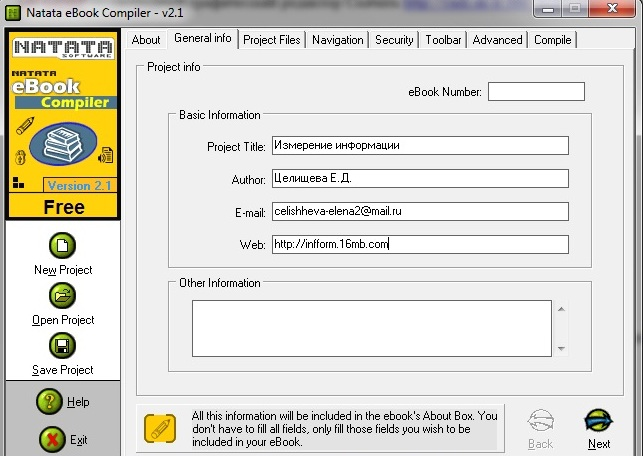 Natata eBook Compiler - v2.1
About General info Project Files Navigation Security Toolbar Advanced Compile
NATATA
SOFTWARE
NATATA
eBook
Compiler
Version 2.1
Free
New Project
Open Project
Save Project
Help
Exit
Project info
eBook Number:
Basic Information
Project Title: Измерение информации
Author: Целищева Е.Д.
E-mail: celishheva-elena2@mail.ru
Web: http://infform.16mb.com
Other Information
All this information will be included in the ebook's About Box. You
don't have to fill all fields, only fill those fields you wish to be
included in your eBook.
Back Next